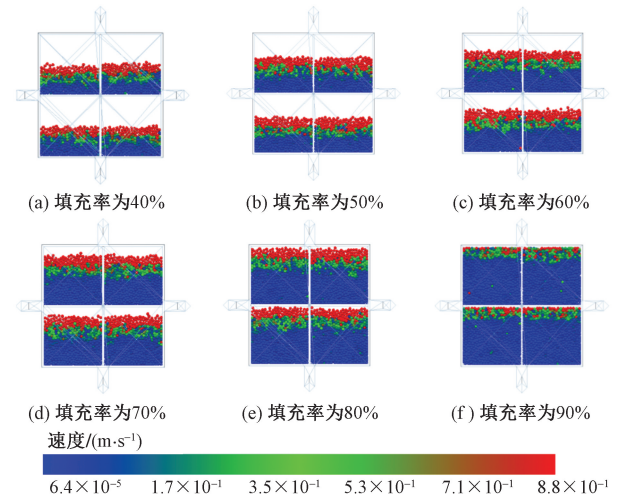 (a) 填充率为40%
(b) 填充率为50%
(c) 填充率为60%
(d) 填充率为70%
(e) 填充率为80%
(f ) 填充率为90%
速度/(m·s⁻¹)
6.4×10⁻⁵ 1.7×10⁻¹ 3.5×10⁻¹ 5.3×10⁻¹ 7.1×10⁻¹ 8.8×10⁻¹